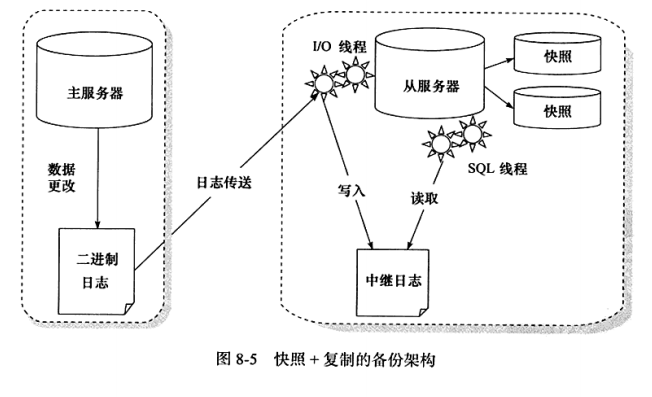 I/O 线程
主服务器
从服务器
快照
快照
SQL 线程
数据
更改
日志传送
写入
读取
二进制
日志
中继日志
图 8-5 快照 + 复制的备份架构